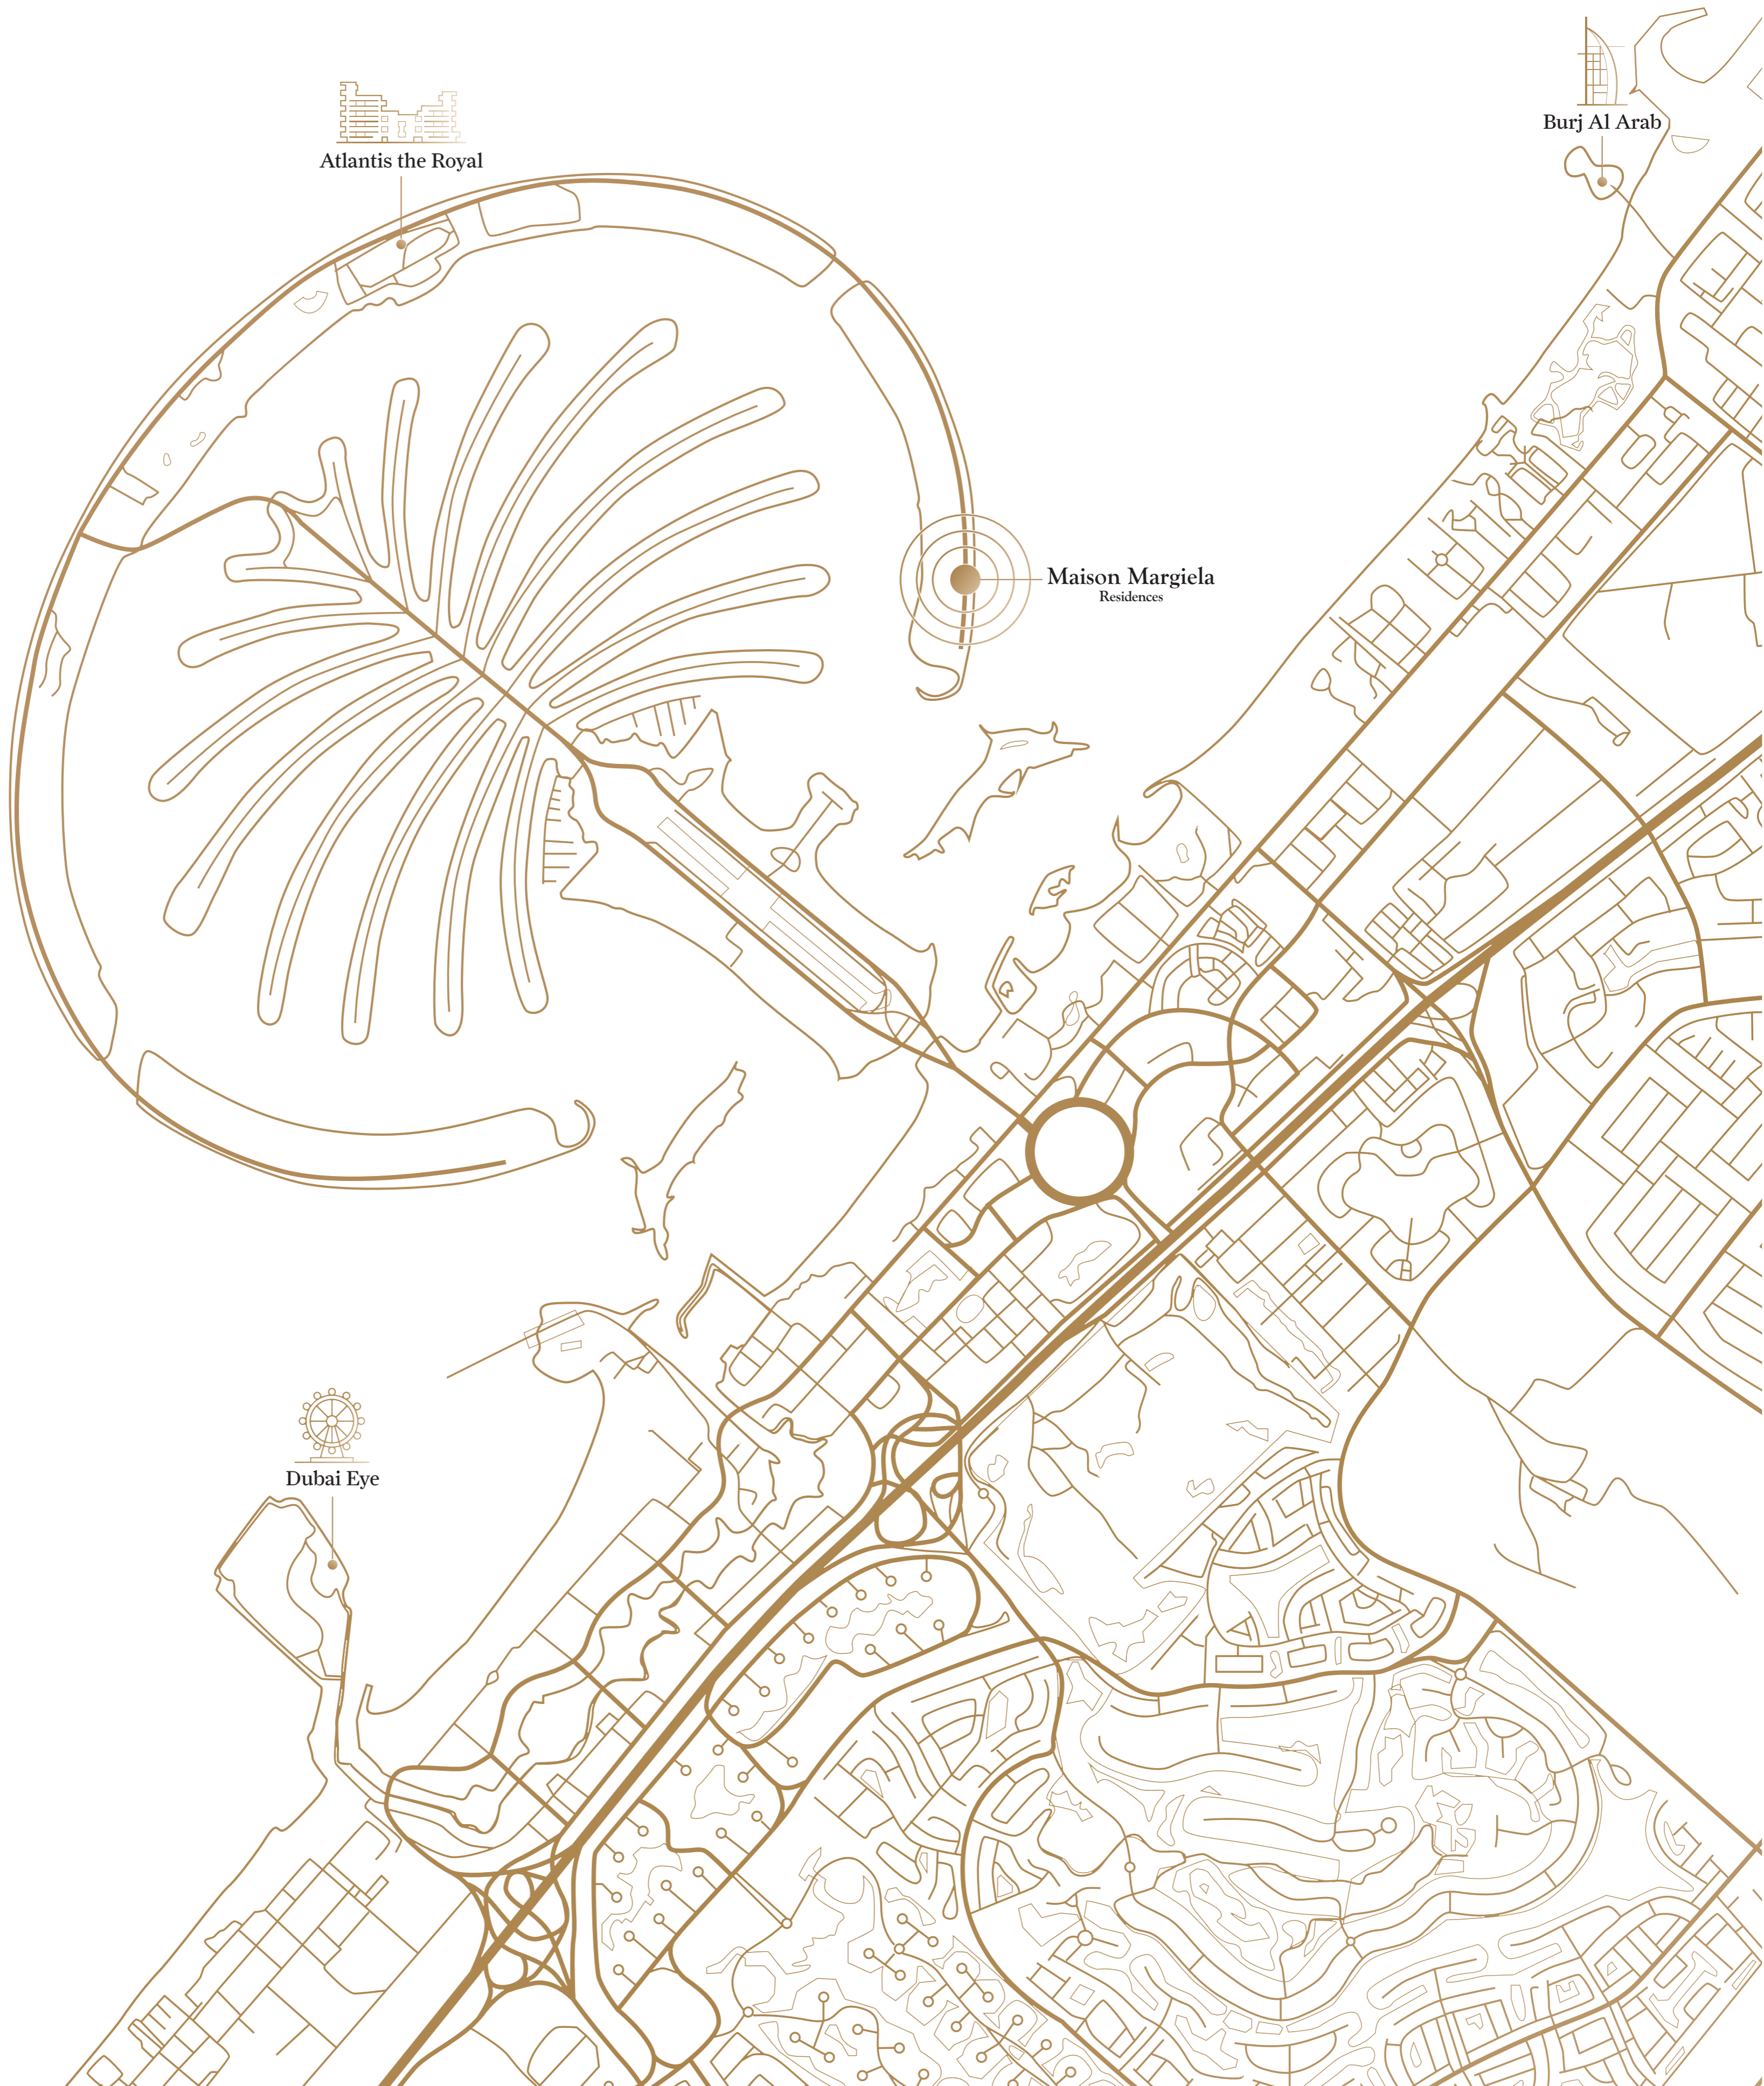 Burj Al Arab
Atlantis the Royal
Maison Margiela
Residences
Dubai Eye